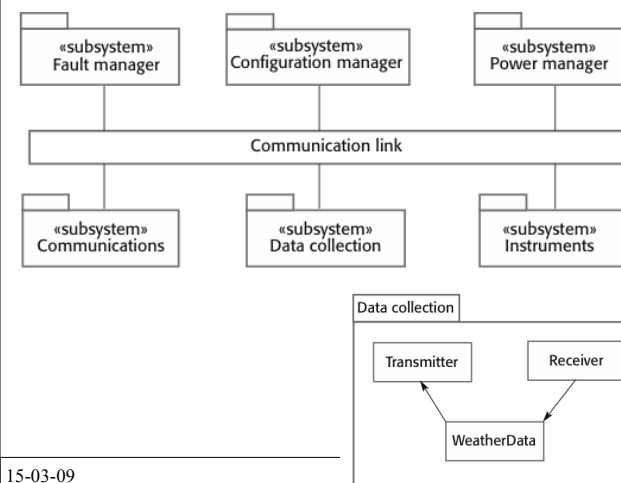 «subsystem»
Fault manager
«subsystem»
Configuration manager
«subsystem»
Power manager
Communication link
«subsystem»
Communications
«subsystem»
Data collection
«subsystem»
Instruments
Data collection
Transmitter
Receiver
WeatherData
15-03-09